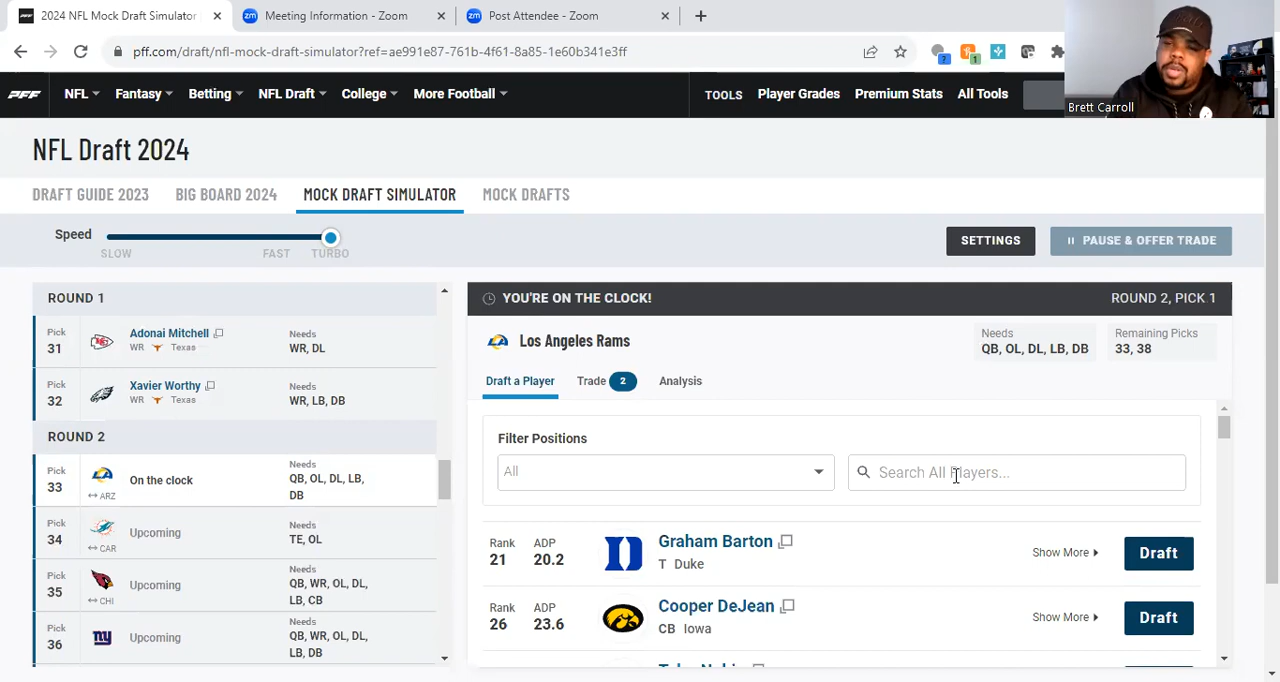 2024 NFL Mock Draft Simulator
Meeting Information - Zoom
Post Attendee - Zoom
pff.com/draft/nfl-mock-draft-simulator?ref=ae991e87-761b-4f61-8a85-1e60b341e3ff
PFF
NFL
Fantasy
Betting
NFL Draft
College
More Football
TOOLS
Player Grades
Premium Stats
All Tools
Brett Carroll
NFL Draft 2024
DRAFT GUIDE 2023
BIG BOARD 2024
MOCK DRAFT SIMULATOR
MOCK DRAFTS
Speed
SLOW
FAST
TURBO
SETTINGS
PAUSE & OFFER TRADE
ROUND 1
Pick
31
Adonai Mitchell
WR Texas
Needs
WR, DL
Pick
32
Xavier Worthy
WR Texas
Needs
WR, LB, DB
ROUND 2
Pick
33
↔ ARZ
On the clock
Needs
QB, OL, DL, LB,
DB
Pick
34
↔ CAR
Upcoming
Needs
TE, OL
Pick
35
↔ CHI
Upcoming
Needs
QB, WR, OL, DL,
LB, CB
Pick
36
Upcoming
Needs
QB, WR, OL, DL,
LB, DB
YOU'RE ON THE CLOCK!
ROUND 2, PICK 1
Los Angeles Rams
Needs
QB, OL, DL, LB, DB
Remaining Picks
33, 38
Draft a Player
Trade 2
Analysis
Filter Positions
All
Search All Players...
Rank
21
ADP
20.2
Graham Barton
T Duke
Show More
Draft
Rank
26
ADP
23.6
Cooper DeJean
CB Iowa
Show More
Draft